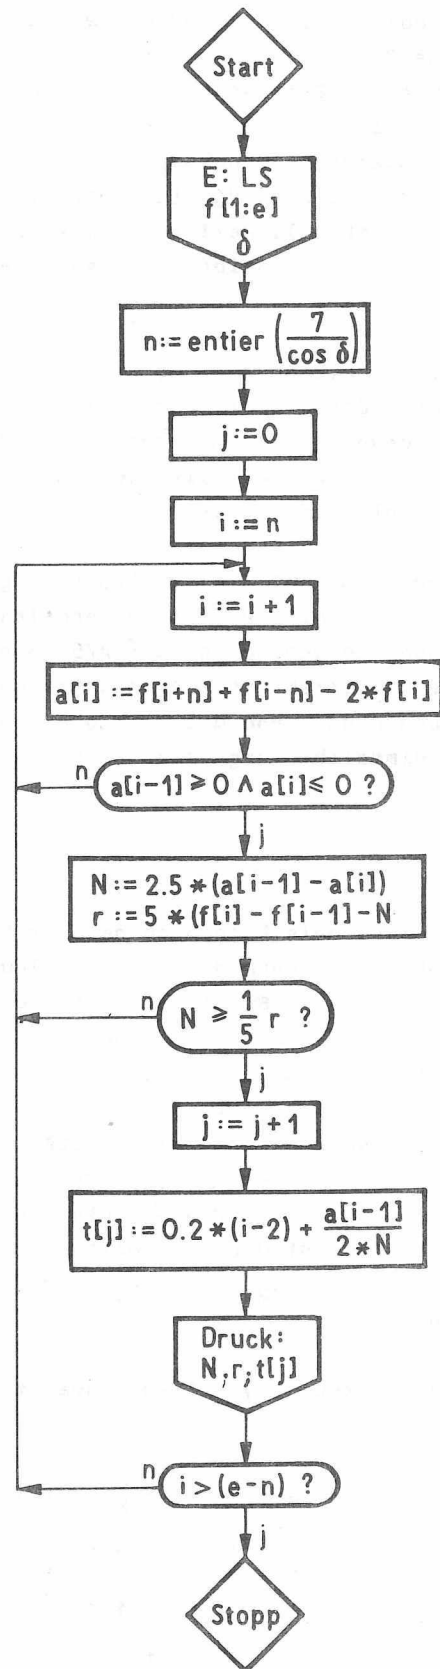 Start
E: LS
f[1:e]
δ
n:= entier (7/cos δ)
j:=0
i:=n
i:=i+1
a[i]:=f[i+n]+f[i-n]-2*f[i]
n
a[i-1]≥0 ∧ a[i]≤ 0 ?
j
N:=2.5*(a[i-1]-a[i])
r:=5*(f[i]-f[i-1]-N
n
N ≥ 1/5 r ?
j
j:=j+1
t[j]:=0.2*(i-2)+ a[i-1]/2*N
Druck:
N,r,t[j]
n
i>(e-n) ?
j
Stopp